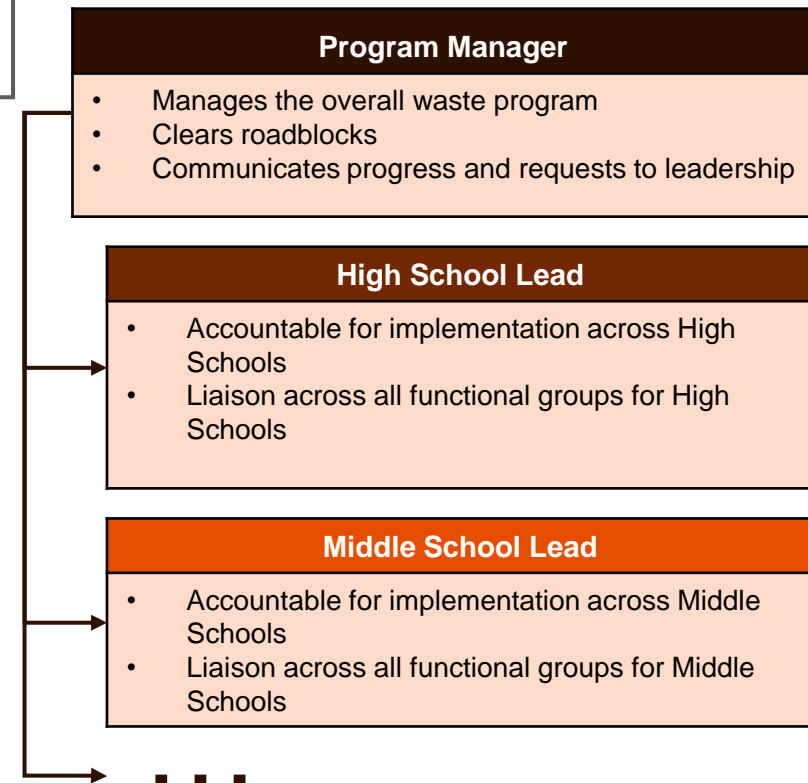 Program Manager
• Manages the overall waste program
• Clears roadblocks
• Communicates progress and requests to leadership
High School Lead
• Accountable for implementation across High
Schools
• Liaison across all functional groups for High
Schools
Middle School Lead
• Accountable for implementation across Middle
Schools
• Liaison across all functional groups for Middle
Schools
...